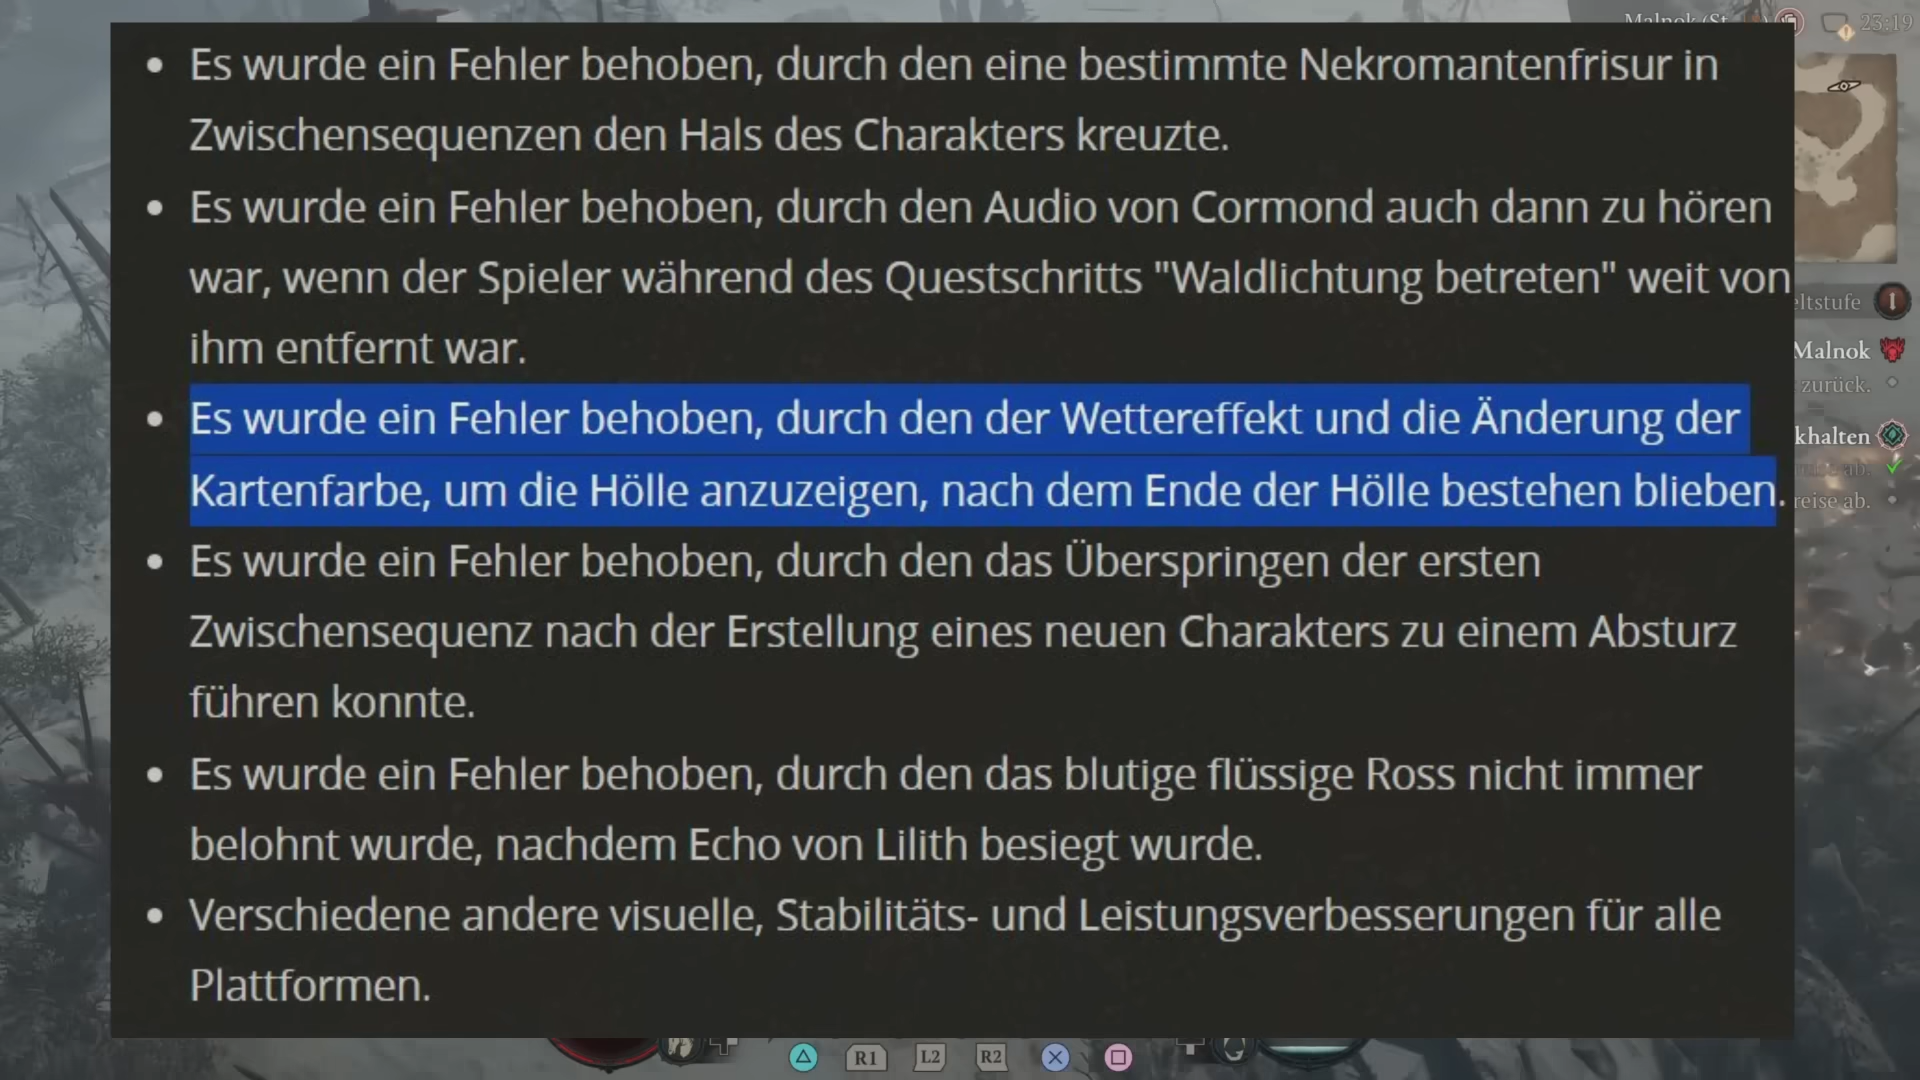 Malnok (St
23:19
Es wurde ein Fehler behoben, durch den eine bestimmte Nekromantenfrisur in
Zwischensequenzen den Hals des Charakters kreuzte.
Es wurde ein Fehler behoben, durch den Audio von Cormond auch dann zu hören
war, wenn der Spieler während des Questschritts "Waldlichtung betreten" weit von
ihm entfernt war.
Es wurde ein Fehler behoben, durch den der Wettereffekt und die Änderung der
Kartenfarbe, um die Hölle anzuzeigen, nach dem Ende der Hölle bestehen blieben.
Es wurde ein Fehler behoben, durch den das Überspringen der ersten
Zwischensequenz nach der Erstellung eines neuen Charakters zu einem Absturz
führen konnte.
Es wurde ein Fehler behoben, durch den das blutige flüssige Ross nicht immer
belohnt wurde, nachdem Echo von Lilith besiegt wurde.
Verschiedene andere visuelle, Stabilitäts- und Leistungsverbesserungen für alle
Plattformen.
eltstufe
Malnok
zurück.
khalten
reise ab.
R1 L2 R2